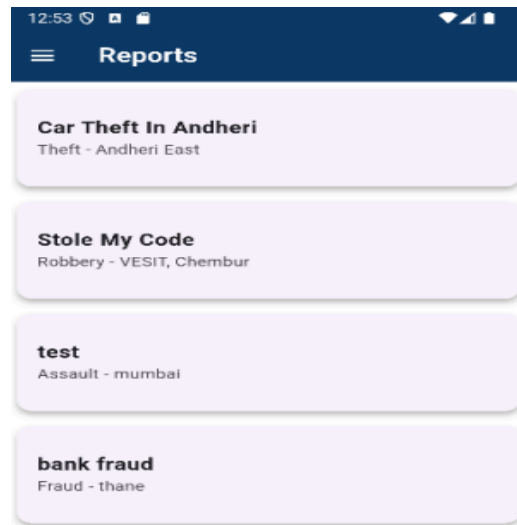 12:53
Reports
Car Theft In Andheri
Theft - Andheri East
Stole My Code
Robbery - VESIT, Chembur
test
Assault - mumbai
bank fraud
Fraud - thane